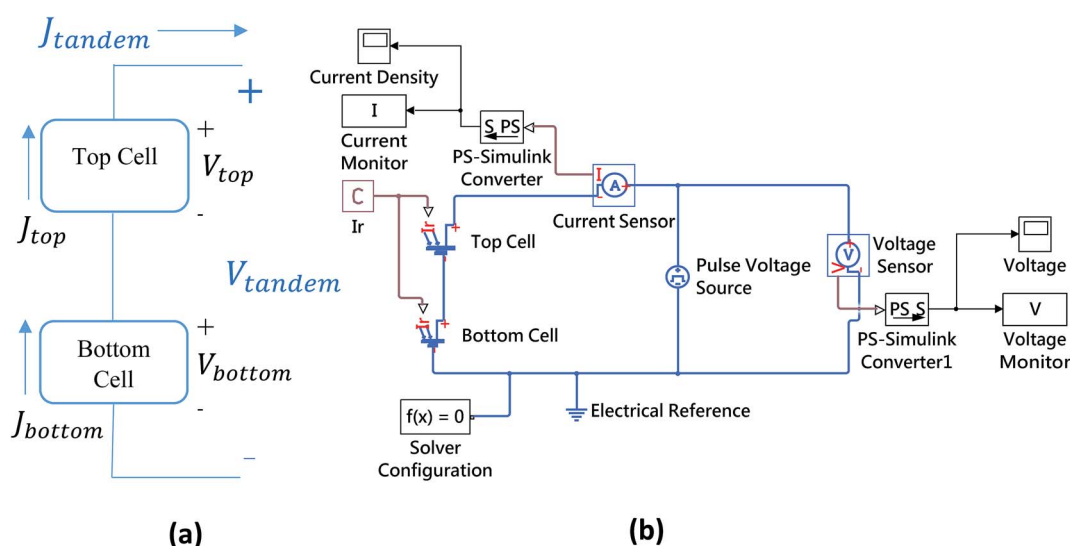 J_tandem
+
Top Cell
+
V_top
-
J_top
V_tandem
Bottom
Cell
+
V_bottom
-
J_bottom
–
(a)
Current Density
I
Current
Monitor
S PS
PS-Simulink
Converter
C
Ir
Ir
+
-
Top Cell
Ir
+
-
Bottom Cell
I
-
A
+
Current Sensor
Pulse Voltage
Source
+
V
-
V
Voltage
Sensor
PS S
PS-Simulink
Converter1
Voltage
V
Voltage
Monitor
f(x) = 0
Solver
Configuration
Electrical Reference
(b)